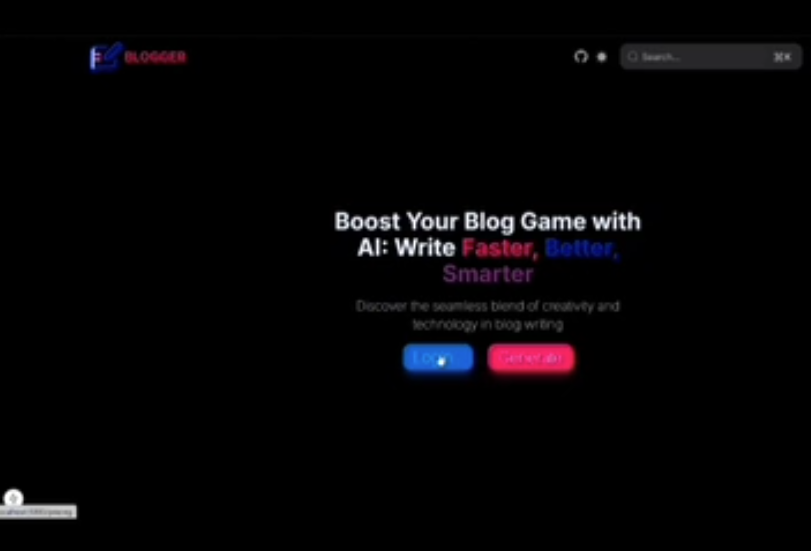 BLOGGER
Search...
⌘K
Boost Your Blog Game with
AI: Write Faster, Better,
Smarter
Discover the seamless blend of creativity and
technology in blog writing
Login
Generate